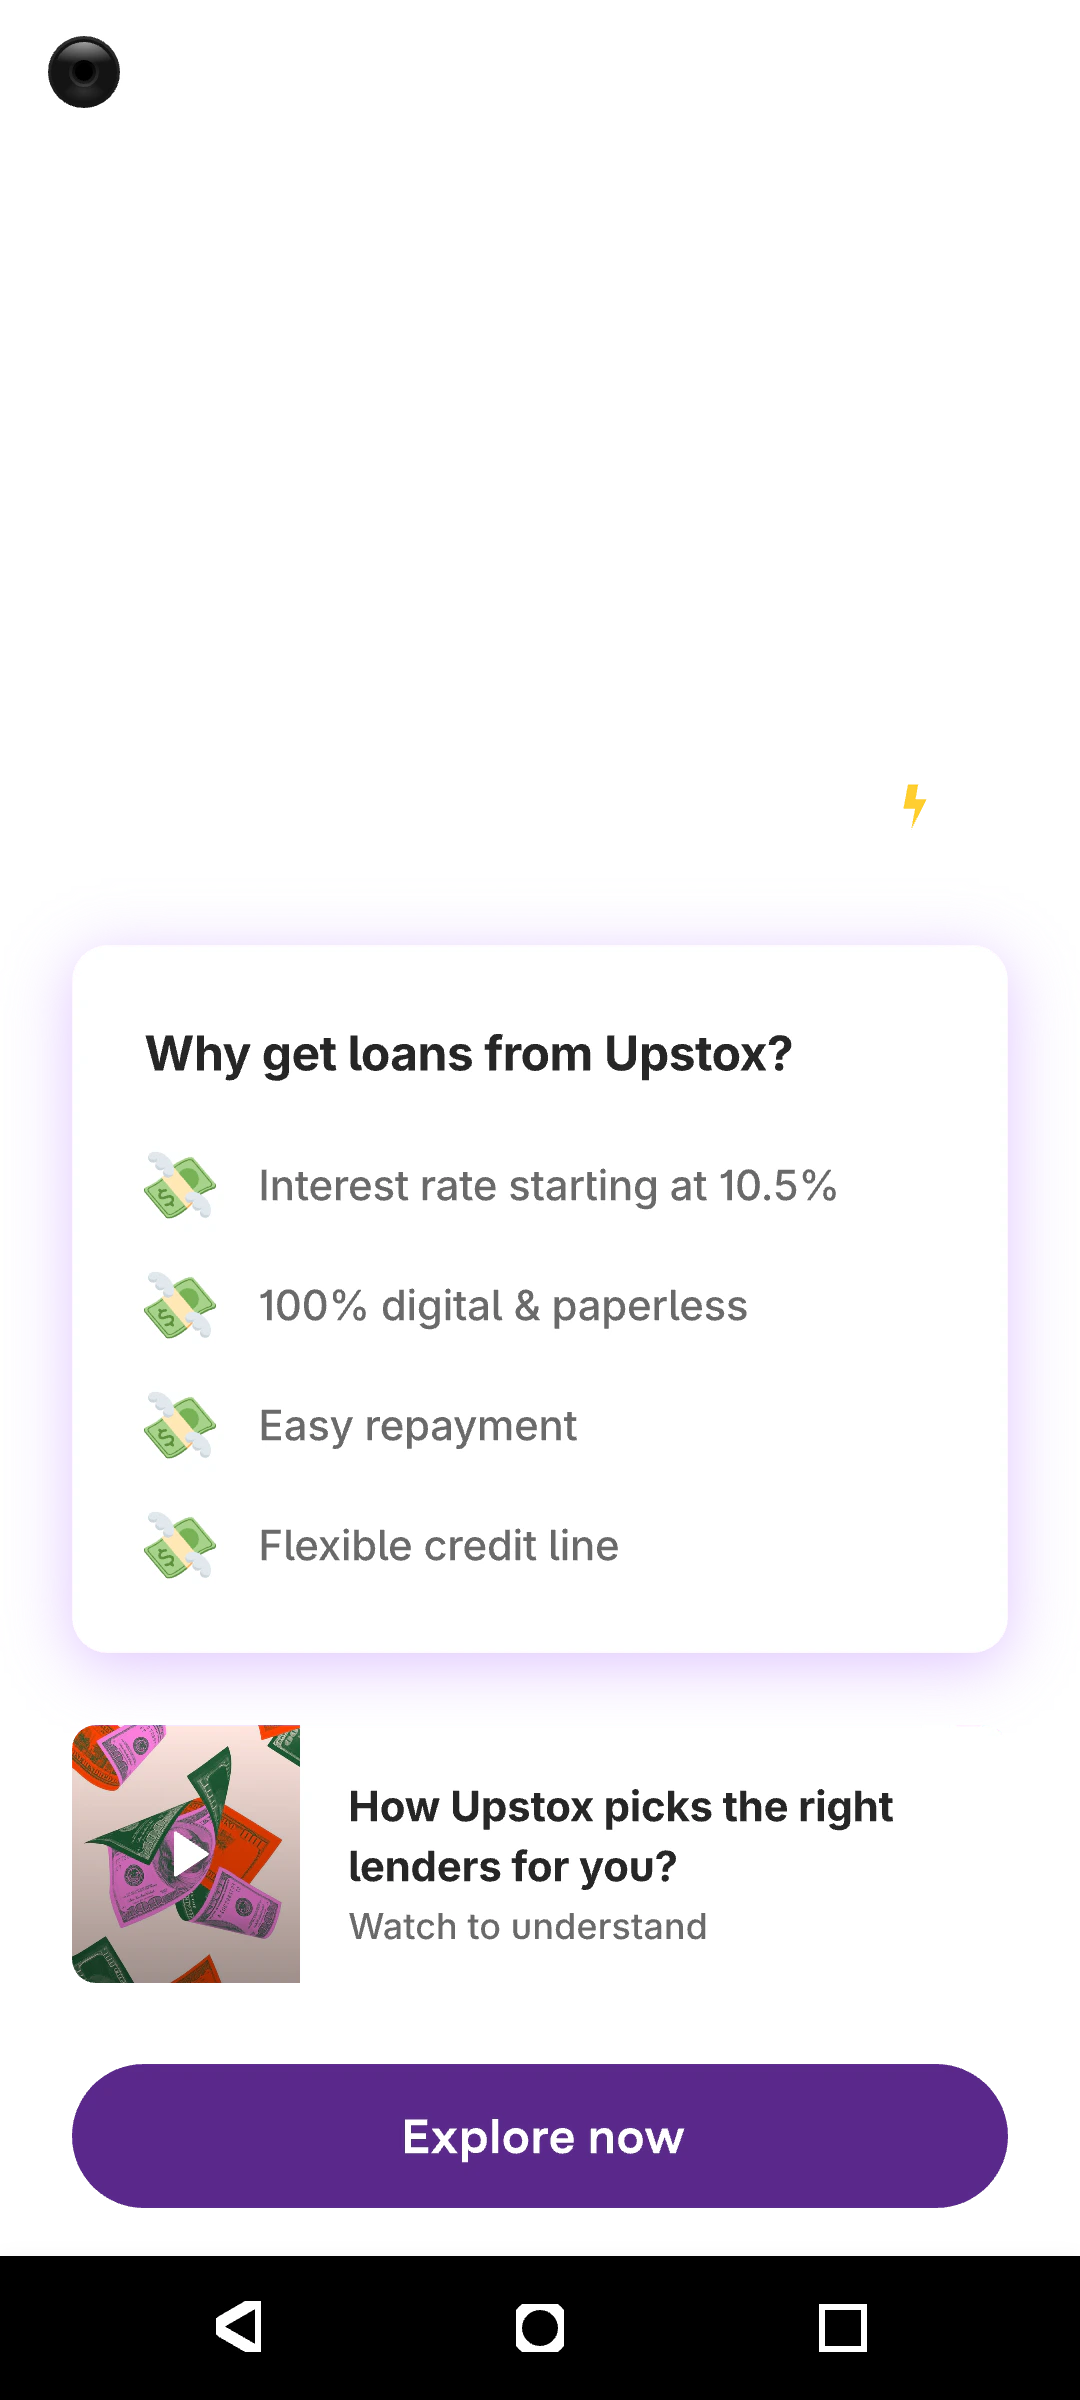 Why get loans from Upstox?
Interest rate starting at 10.5%
100% digital & paperless
Easy repayment
Flexible credit line
How Upstox picks the right
lenders for you?
Watch to understand
Explore now